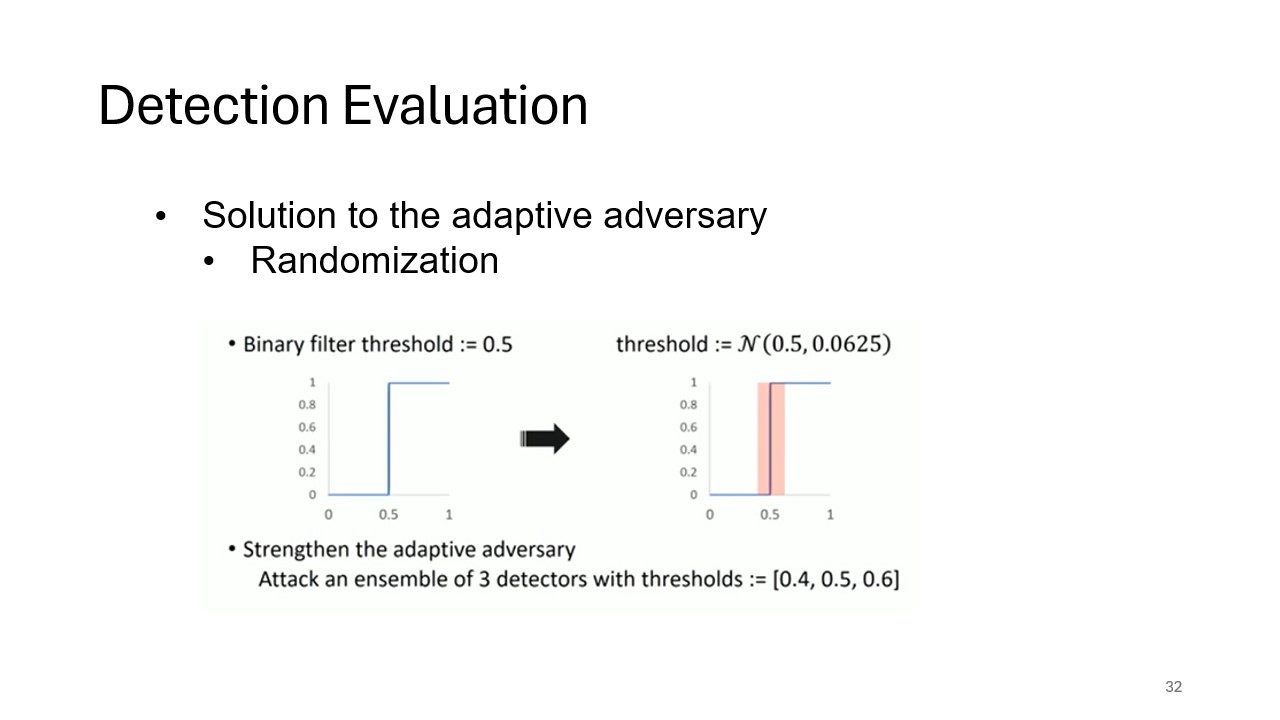 Detection Evaluation
• Solution to the adaptive adversary
• Randomization
• Binary filter threshold := 0.5
threshold := 𝒩(0.5, 0.0625)
1
0.8
0.6
0.4
0.2
0
0 0.5 1
1
0.8
0.6
0.4
0.2
0
0 0.5 1
• Strengthen the adaptive adversary
Attack an ensemble of 3 detectors with thresholds := [0.4, 0.5, 0.6]
32